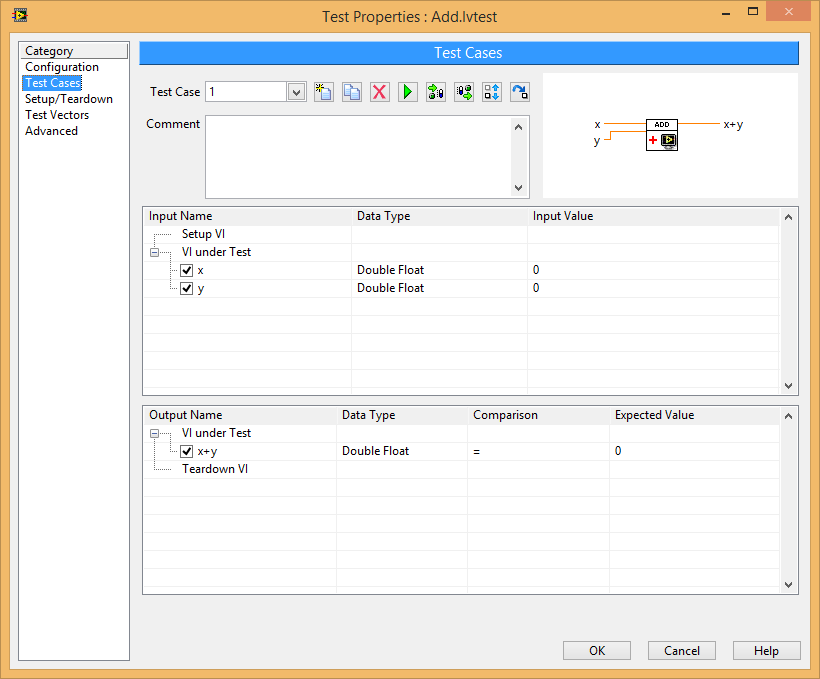 Test Properties : Add.lvtest
Category
Configuration
Test Cases
Setup/Teardown
Test Vectors
Advanced
Test Cases
Test Case 1
Comment
x
y
ADD
x+y
Input Name Data Type Input Value
Setup VI
VI under Test
x Double Float 0
y Double Float 0
Output Name Data Type Comparison Expected Value
VI under Test
x+y Double Float = 0
Teardown VI
OK Cancel Help